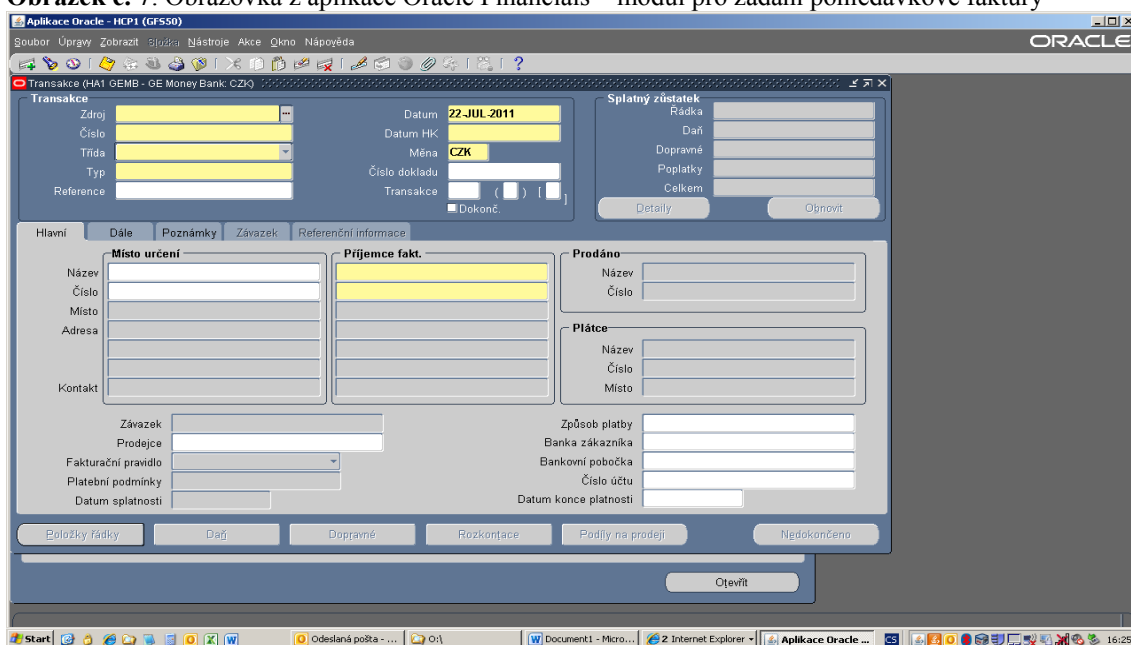 Obrázek č. 7: Obrazovka z aplikace Oracle Financials – modul pro zadání pohledávkové faktury
Aplikace Oracle - HCP1 (GFS50)
Soubor Úpravy Zobrazit Složka Nástroje Akce Okno Nápověda
ORACLE
Transakce (HA1 GEMB - GE Money Bank: CZK)
Transakce
Splatný zůstatek
Zdroj
Datum 22-JUL-2011
Řádka
Číslo
Datum HK
Daň
Třída
Měna CZK
Dopravné
Typ
Číslo dokladu
Poplatky
Reference
Transakce ( ) [ ]
Celkem
Dokonč.
Detaily
Obnovit
Hlavní Dále Poznámky Závazek Referenční informace
Místo určení
Příjemce fakt.
Prodáno
Název
Název
Číslo
Číslo
Místo
Adresa
Plátce
Název
Číslo
Kontakt
Místo
Závazek
Způsob platby
Prodejce
Banka zákazníka
Fakturační pravidlo
Bankovní pobočka
Platební podmínky
Číslo účtu
Datum splatnosti
Datum konce platnosti
Položky řádky Daň Dopravné Rozkontace Podíly na prodeji Nedokončeno
Otevřít
Start Odeslaná pošta - ... O:\ Document1 - Micro... 2 Internet Explorer Aplikace Oracle ... CS 16:25